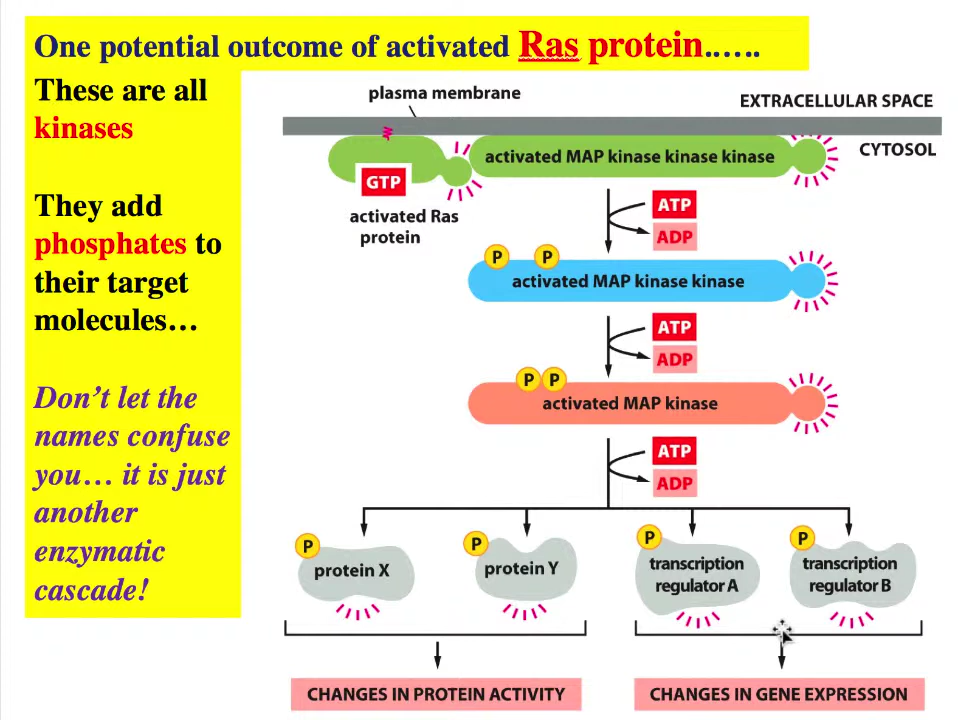 One potential outcome of activated Ras protein..….
These are all
kinases
They add
phosphates to
their target
molecules…
Don’t let the
names confuse
you… it is just
another
enzymatic
cascade!
plasma membrane
EXTRACELLULAR SPACE
CYTOSOL
activated MAP kinase kinase kinase
GTP
activated Ras
protein
ATP
ADP
P P
activated MAP kinase kinase
ATP
ADP
P P
activated MAP kinase
ATP
ADP
P
protein X
P
protein Y
P
transcription
regulator A
P
transcription
regulator B
CHANGES IN PROTEIN ACTIVITY
CHANGES IN GENE EXPRESSION